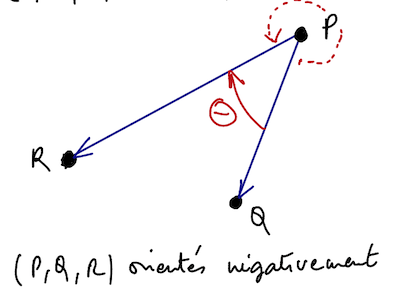 P
R
⊖
Q
(P,Q,R) orientés négativement